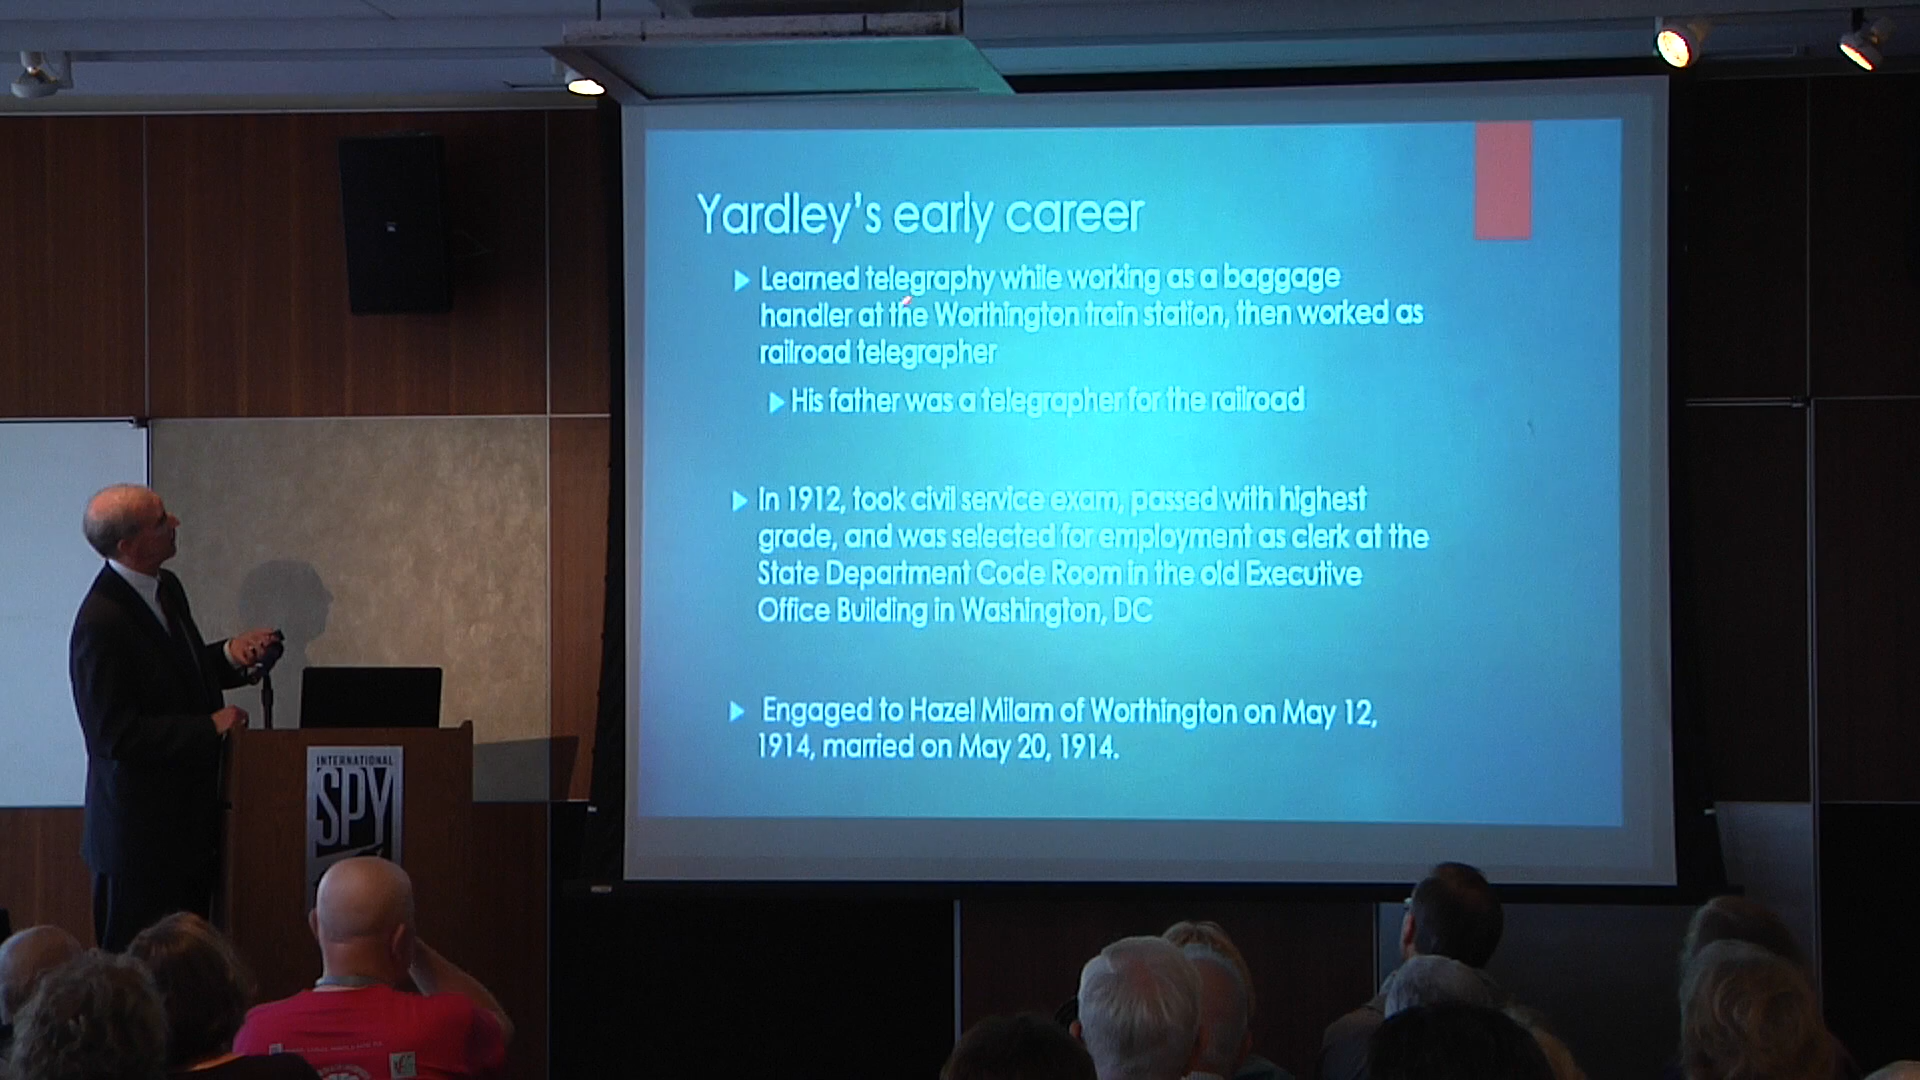 Yardley's early career
Learned telegraphy while working as a baggage
handler at the Worthington train station, then worked as
railroad telegrapher
His father was a telegrapher for the railroad
In 1912, took civil service exam, passed with highest
grade, and was selected for employment as clerk at the
State Department Code Room in the old Executive
Office Building in Washington, DC
Engaged to Hazel Milam of Worthington on May 12,
1914, married on May 20, 1914.
INTERNATIONAL
SPY